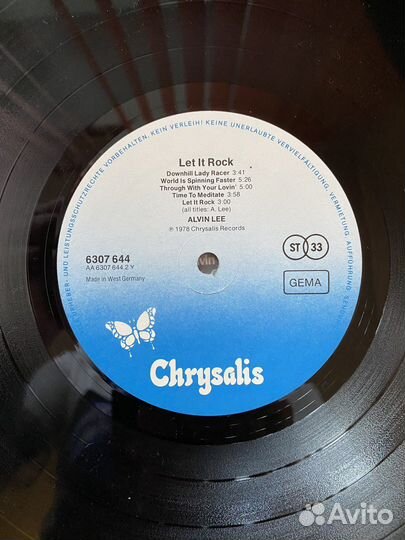 RHEBER- UND LEISTUNGSSCHUTZRECHTE VORBEHALTEN. KEIN VERLEIH! KEINE UNERLAUBTE VERVIELFÄLTIGUNG, VERMIETUNG, AUFFÜHRUNG,
Let It Rock
Downhill Lady Racer 3:41
World Is Spinning Faster 5:26
Through With Your Lovin' 5:00
Time To Meditate 3:58
Let It Rock 3:00
(all titles: A. Lee)
ALVIN LEE
℗ 1978 Chrysalis Records
6307 644
AA 6307 644.2 Y
Made in West Germany
ST 33
GEMA
Chrysalis
Avito